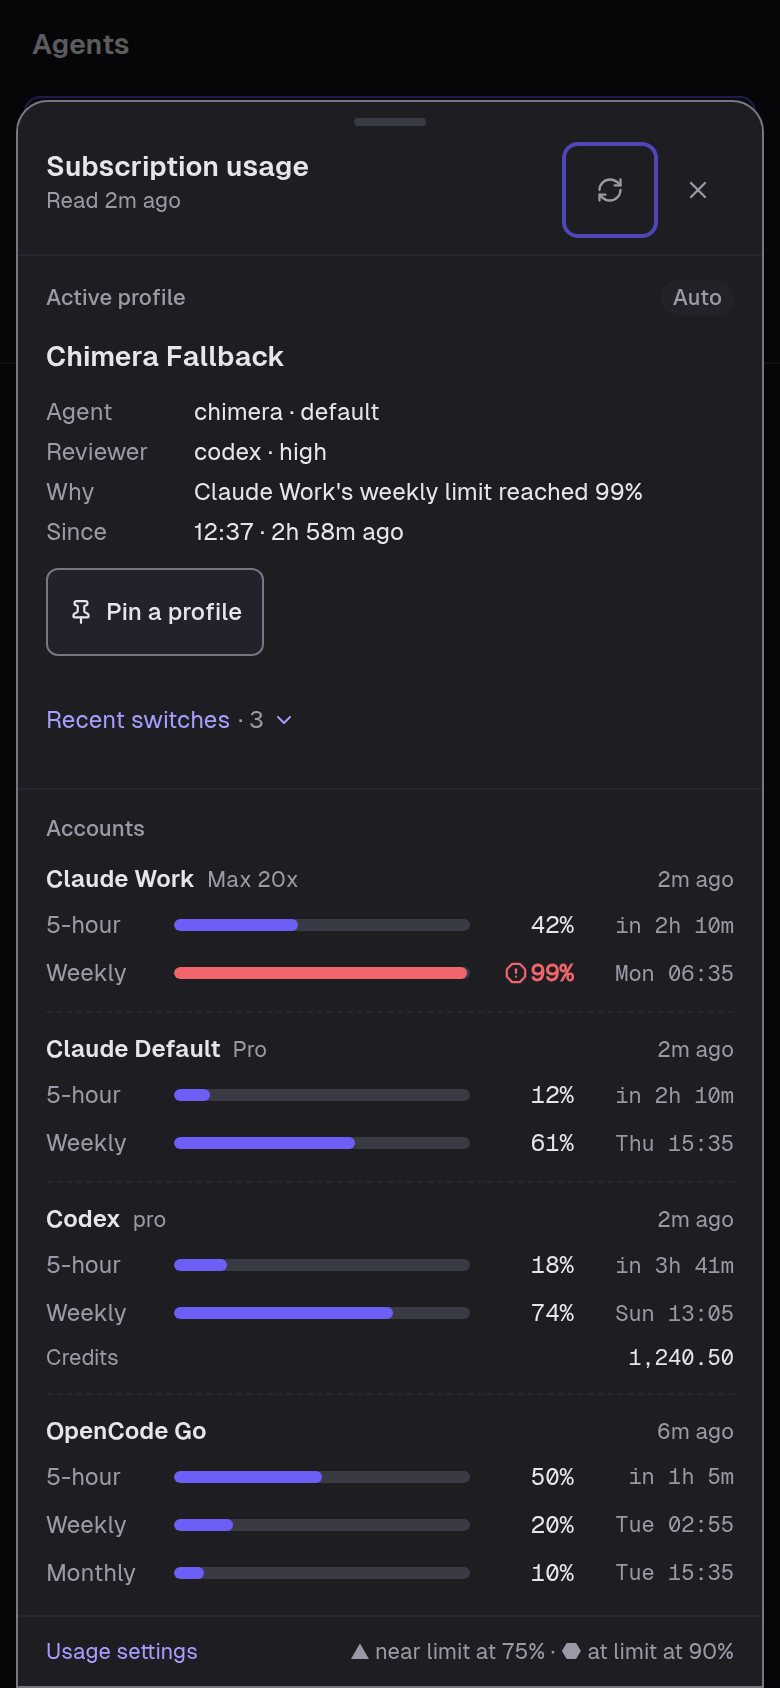 Agents
Subscription usage
Read 2m ago
Active profile Auto
Chimera Fallback
Agent chimera · default
Reviewer codex · high
Why Claude Work's weekly limit reached 99%
Since 12:37 · 2h 58m ago
Pin a profile
Recent switches · 3
Accounts
Claude Work Max 20x 2m ago
5-hour 42% in 2h 10m
Weekly 99% Mon 06:35
Claude Default Pro 2m ago
5-hour 12% in 2h 10m
Weekly 61% Thu 15:35
Codex pro 2m ago
5-hour 18% in 3h 41m
Weekly 74% Sun 13:05
Credits 1,240.50
OpenCode Go 6m ago
5-hour 50% in 1h 5m
Weekly 20% Tue 02:55
Monthly 10% Tue 15:35
Usage settings ▲ near limit at 75% · ⬣ at limit at 90%